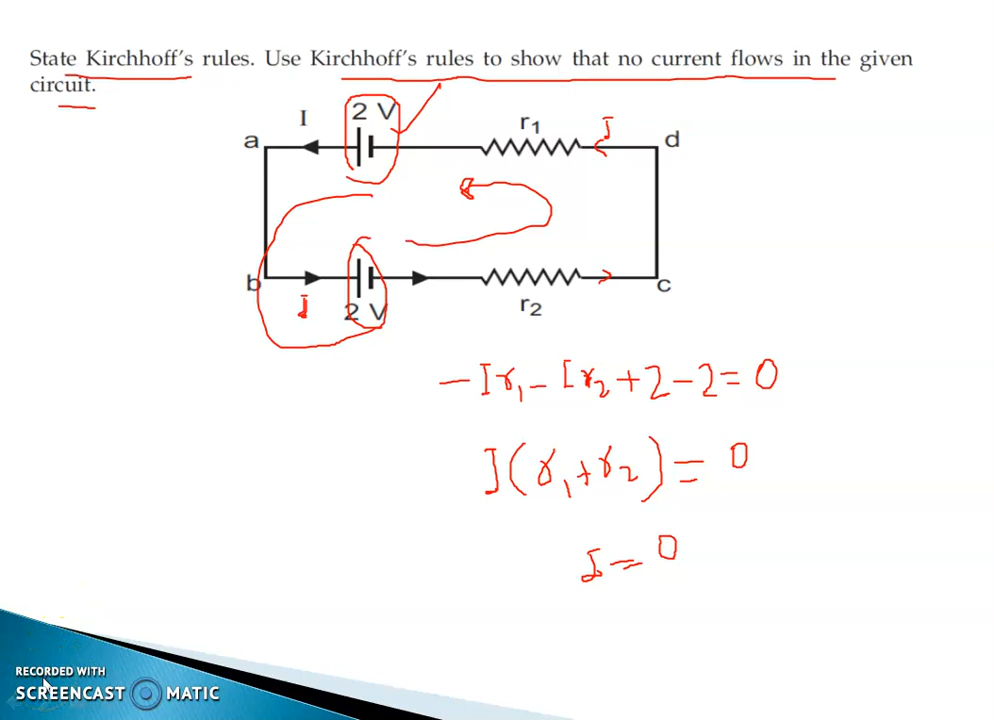 State Kirchhoff's rules. Use Kirchhoff's rules to show that no current flows in the given
circuit.
I 2 V r1 I
a d
b c
I 2 V r2
- Ir1 - Ir2 + 2 - 2 = 0
I(r1 + r2) = 0
I = 0
RECORDED WITH
SCREENCAST MATIC